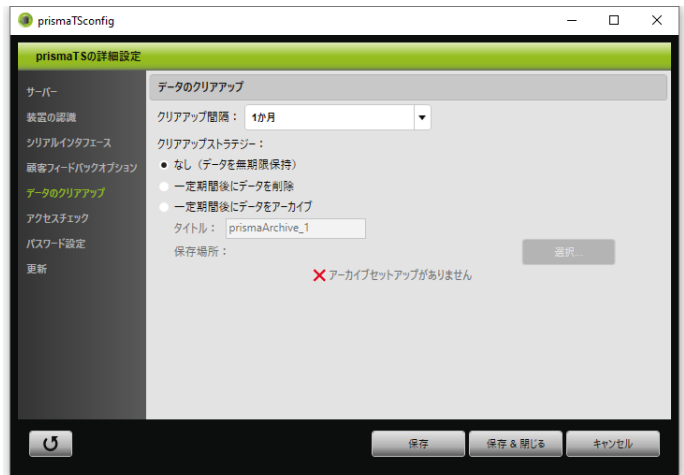 prismaTSconfig
prismaTSの詳細設定
サーバー
装置の認識
シリアルインタフェース
顧客フィードバックオプション
データのクリアアップ
アクセスチェック
パスワード設定
更新
データのクリアアップ
クリアアップ間隔： 1か月
クリアアップストラテジー：
なし（データを無期限保持）
一定期間後にデータを削除
一定期間後にデータをアーカイブ
タイトル： prismaArchive_1
保存場所： 選択...
アーカイブセットアップがありません
保存 保存 & 閉じる キャンセル